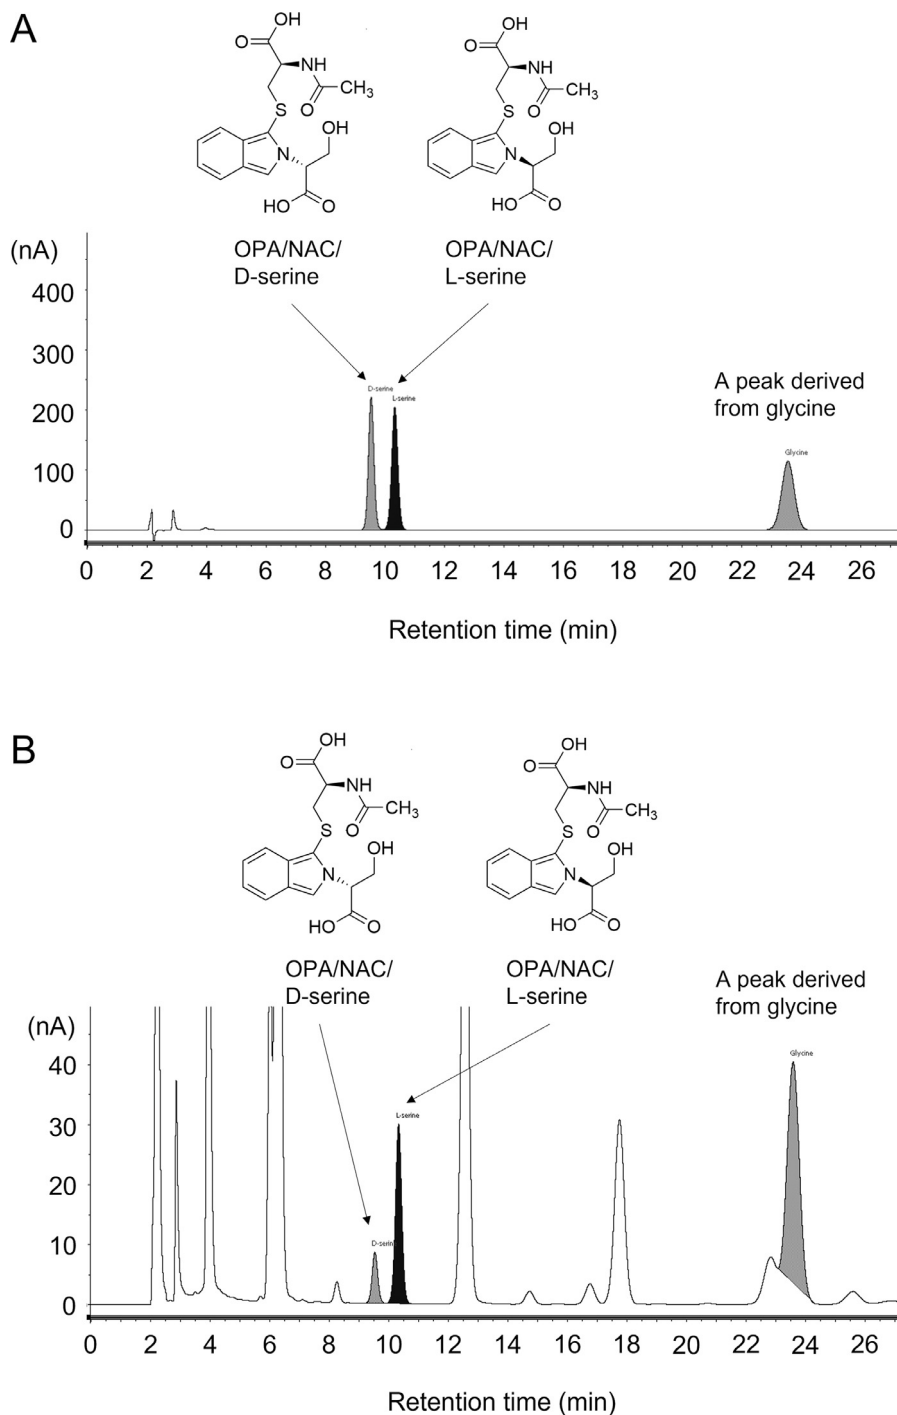 A
OH
O
NH
O
CH3
S
OH
N
HO
O
OH
O
NH
O
CH3
S
OH
N
HO
O
OPA/NAC/
D-serine
OPA/NAC/
L-serine
(nA)
400
300
200
100
0
D-serine
L-serine
A peak derived
from glycine
Glycine
0 2 4 6 8 10 12 14 16 18 20 22 24 26
Retention time (min)
B
OH
O
NH
O
CH3
S
OH
N
HO
O
OH
O
NH
O
CH3
S
OH
N
HO
O
OPA/NAC/
D-serine
OPA/NAC/
L-serine
A peak derived
from glycine
(nA)
40
30
20
10
0
D-serin
L-serine
Glycine
0 2 4 6 8 10 12 14 16 18 20 22 24 26
Retention time (min)